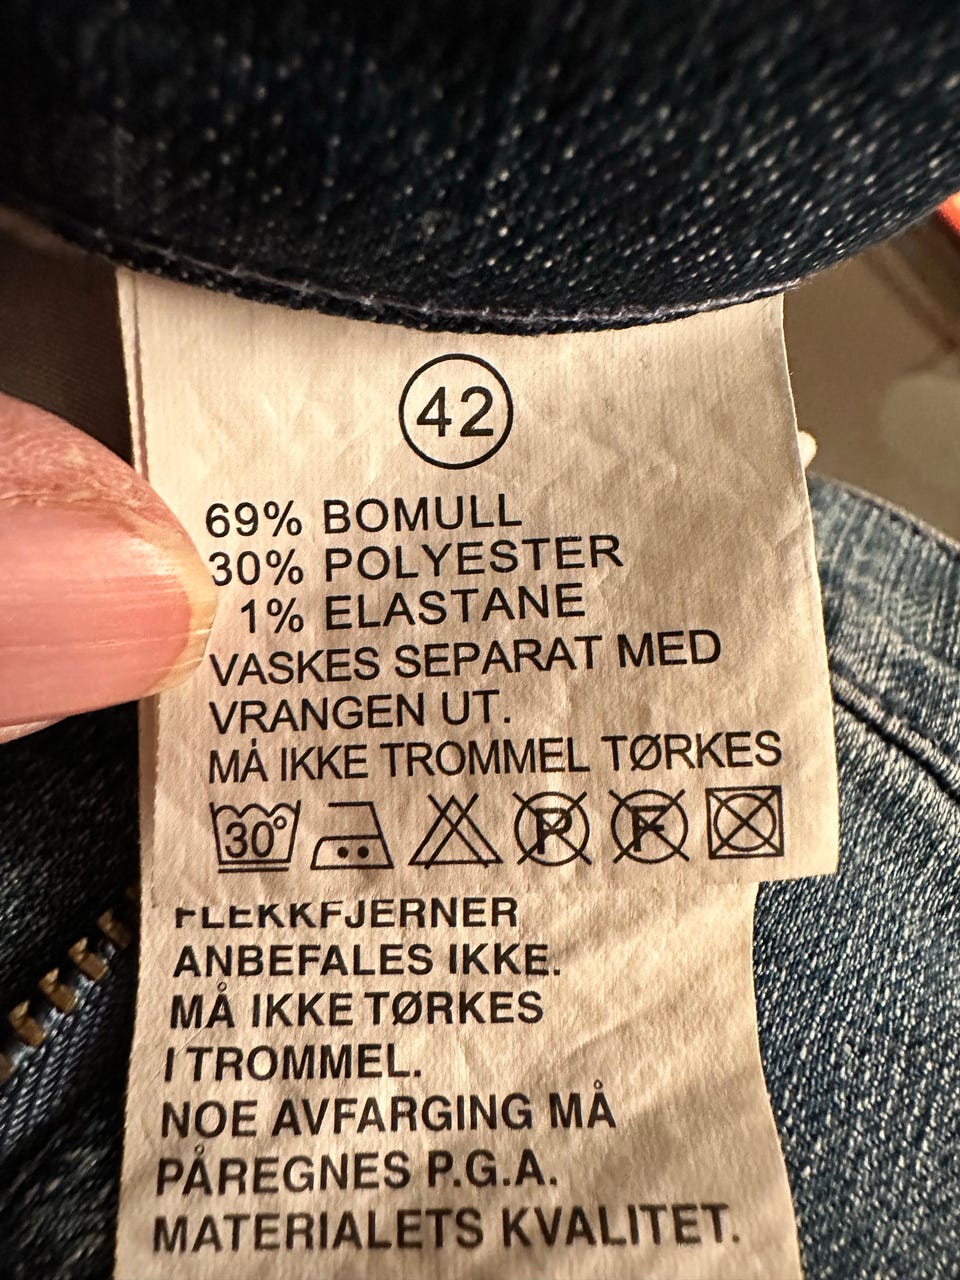 42
69% BOMULL
30% POLYESTER
1% ELASTANE
VASKES SEPARAT MED
VRANGEN UT.
MÅ IKKE TROMMEL TØRKES
30° P F
FLEKKFJERNER
ANBEFALES IKKE.
MÅ IKKE TØRKES
I TROMMEL.
NOE AVFARGING MÅ
PÅREGNES P.G.A.
MATERIALETS KVALITET.